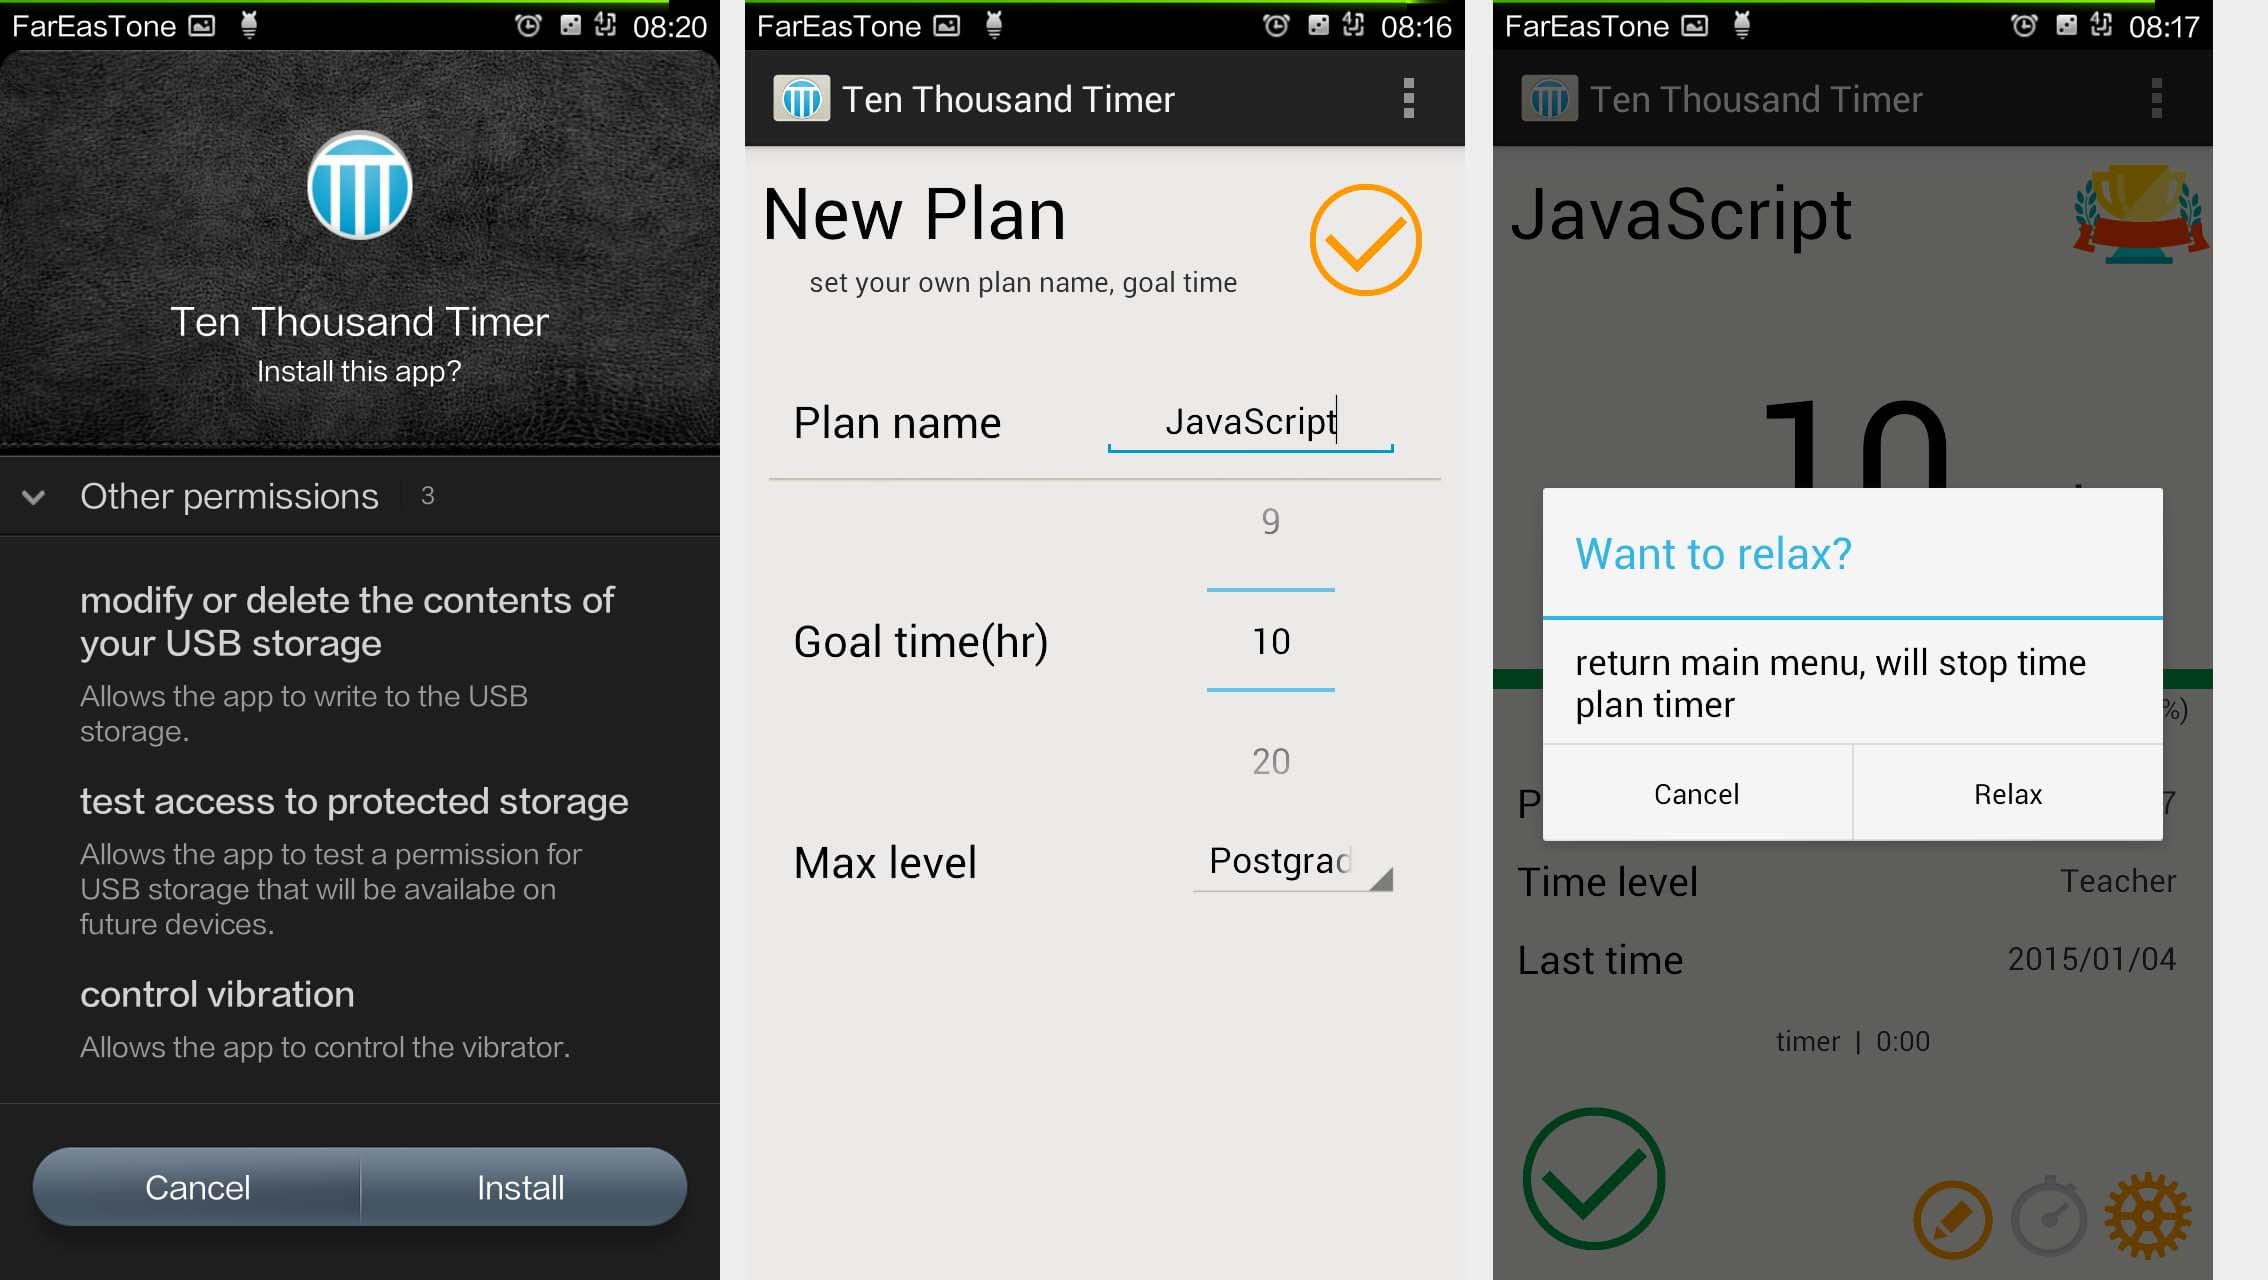 FarEasTone 08:20
Ten Thousand Timer
Install this app?
Other permissions 3
modify or delete the contents of
your USB storage
Allows the app to write to the USB
storage.
test access to protected storage
Allows the app to test a permission for
USB storage that will be availabe on
future devices.
control vibration
Allows the app to control the vibrator.
Cancel Install
FarEasTone 08:16
Ten Thousand Timer
New Plan
set your own plan name, goal time
Plan name JavaScript
9
Goal time(hr) 10
20
Max level Postgrad
FarEasTone 08:17
Ten Thousand Timer
JavaScript
10
Want to relax?
return main menu, will stop time
plan timer
%)
Cancel Relax
P 7
Time level Teacher
Last time 2015/01/04
timer | 0:00